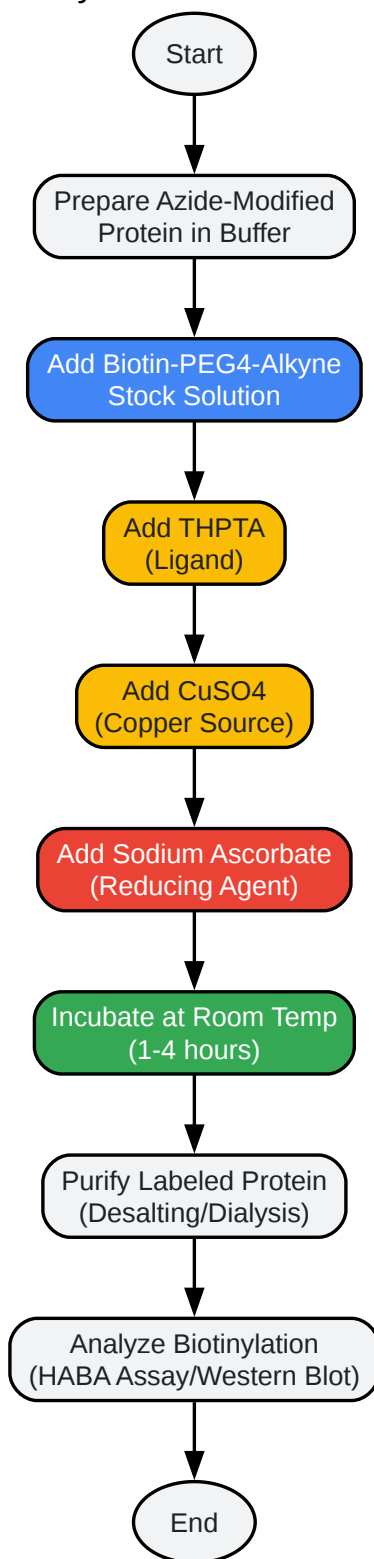 Start
Prepare Azide-Modified
Protein in Buffer
Add Biotin-PEG4-Alkyne
Stock Solution
Add THPTA
(Ligand)
Add CuSO4
(Copper Source)
Add Sodium Ascorbate
(Reducing Agent)
Incubate at Room Temp
(1-4 hours)
Purify Labeled Protein
(Desalting/Dialysis)
Analyze Biotinylation
(HABA Assay/Western Blot)
End